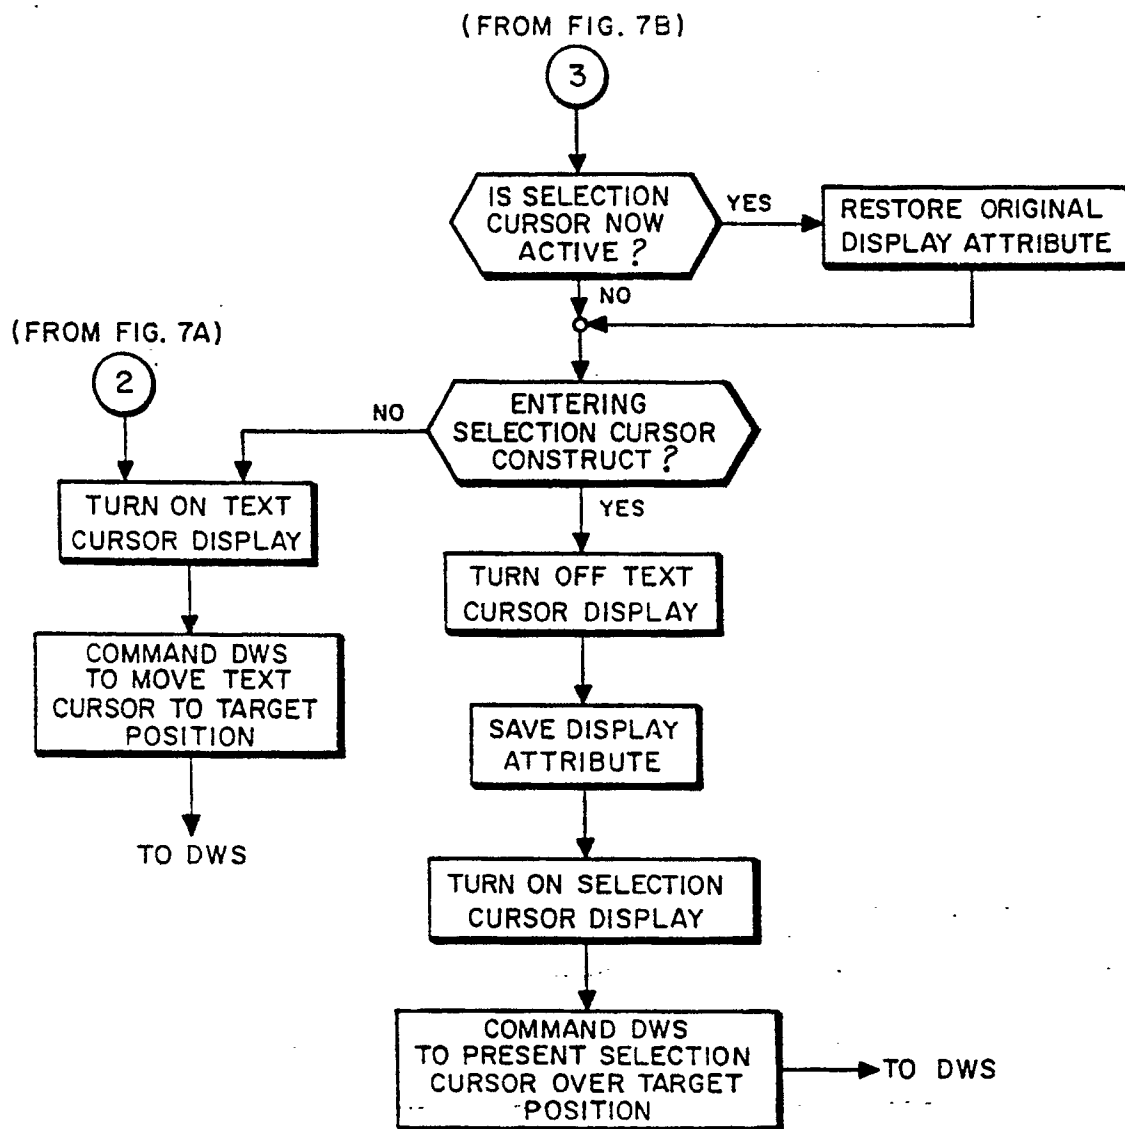 (FROM FIG. 7B)
3
IS SELECTION
CURSOR NOW
ACTIVE?
YES
RESTORE ORIGINAL
DISPLAY ATTRIBUTE
NO
(FROM FIG. 7A)
2
NO
ENTERING
SELECTION CURSOR
CONSTRUCT?
YES
TURN ON TEXT
CURSOR DISPLAY
TURN OFF TEXT
CURSOR DISPLAY
COMMAND DWS
TO MOVE TEXT
CURSOR TO TARGET
POSITION
SAVE DISPLAY
ATTRIBUTE
TO DWS
TURN ON SELECTION
CURSOR DISPLAY
COMMAND DWS
TO PRESENT SELECTION
CURSOR OVER TARGET
POSITION
TO DWS